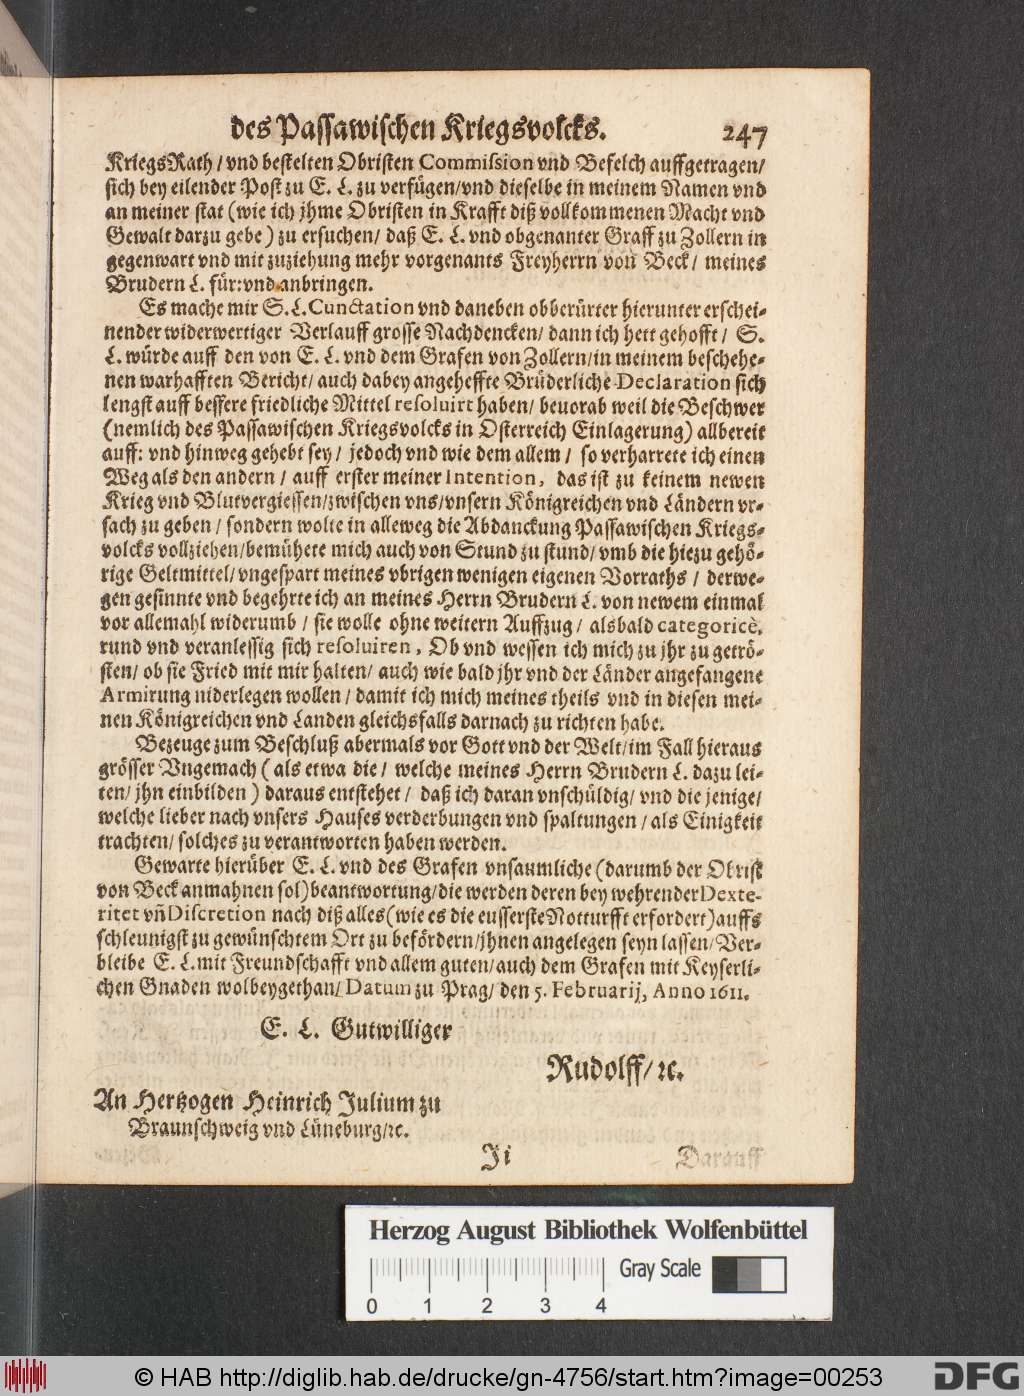 des Passawischen Kriegsvolcks. 247
KriegsRath / vnd bestelten Obristen Commission vnd Befelch auffgetragen/
sich bey eilender Post zu E. L. zu verfügen/vnd dieselbe in meinem Namen vnd
an meiner stat (wie ich jhme Obristen in Krafft diß vollkommenen Macht vnd
Gewalt darzu gebe) zu ersuchen/ daß E. L. vnd obgenanter Graff zu Zollern in
gegenwart vnd mit zuziehung mehr vorgenants Freyherrn von Beck/ meines
Brudern L. für: vnd anbringen.
Es mache mir S. L. Cunctation vnd daneben obberürter hierunter erschei-
nender widerwertiger Verlauff grosse Nachdencken/ dann ich hett gehofft / S.
L. würde auff den von E. L. vnd dem Grafen von Zollern/in meinem beschehe-
nen warhafften Bericht/ auch dabey angeheffte Brüderliche Declaration sich
lengst auff bessere friedliche Mittel resoluirt haben/ beuorab weil die Beschwer
(nemlich des Passawischen Kriegsvolcks in Osterreich Einlagerung) allbereit
auff: vnd hinweg gehebt sey / jedoch vnd wie dem allem / so verharrete ich einen
Weg als den andern / auff erster meiner Intention, das ist zu keinem newen
Krieg vnd Blutvergiessen/zwischen vns/vnsern Königreichen vnd Ländern vr-
sach zu geben / sondern wolte in alleweg die Abdanckung Passawischen Kriegs-
volcks vollziehen/bemühete mich auch von Stund zu stund/ vmb die hiezu gehö-
rige Geltmittel/ vngespart meines vbrigen wenigen eigenen Vorraths / derwe-
gen gesinnte vnd begehrte ich an meines Herrn Brudern L. von newem einmal
vor allemahl widerumb / sie wolle ohne weitern Auffzug / alsbald categoricè,
rund vnd veranlessig sich resoluiren, Ob vnd wessen ich mich zu jhr zu getrö-
sten/ ob sie Fried mit mir halten/ auch wie bald jhr vnd der Länder angefangene
Armirung niderlegen wollen / damit ich mich meines theils vnd in diesen mei-
nen Königreichen vnd Landen gleichsfalls darnach zu richten habe.
Bezeuge zum Beschluß abermals vor Gott vnd der Welt/im Fall hieraus
grösser Vngemach ( als etwa die / welche meines Herrn Brudern L. dazu lei-
ten/ jhn einbilden ) daraus entstehet / daß ich daran vnschüldig/ vnd die jenige/
welche lieber nach vnsers Hauses verderbungen vnd spaltungen / als Einigkeit
trachten/ solches zu verantworten haben werden.
Gewarte hierüber E. L. vnd des Grafen vnsaumliche (darumb der Obrist
von Beck anmahnen sol) beantwortung/die werden deren bey wehrender Dexte-
ritet vñ Discretion nach diß alles (wie es die eusserste Notturfft erfordert) auffs
schleunigst zu gewünschtem Ort zu befördern/jhnen angelegen seyn lassen/ Ver-
bleibe E. L. mit Freundschafft vnd allem guten/ auch dem Grafen mit Keyserli-
chen Gnaden wolbeygethan/ Datum zu Prag/ den 5. Februarij, Anno 1611.
E. L. Gutwilliger
Rudolff/ ꝛc.
An Hertzogen Heinrich Julium zu
Braunschweig vnd Lüneburg/ꝛc.
Ji Darauff
Herzog August Bibliothek Wolfenbüttel
Gray Scale
0 1 2 3 4
© HAB http://diglib.hab.de/drucke/gn-4756/start.htm?image=00253
DFG